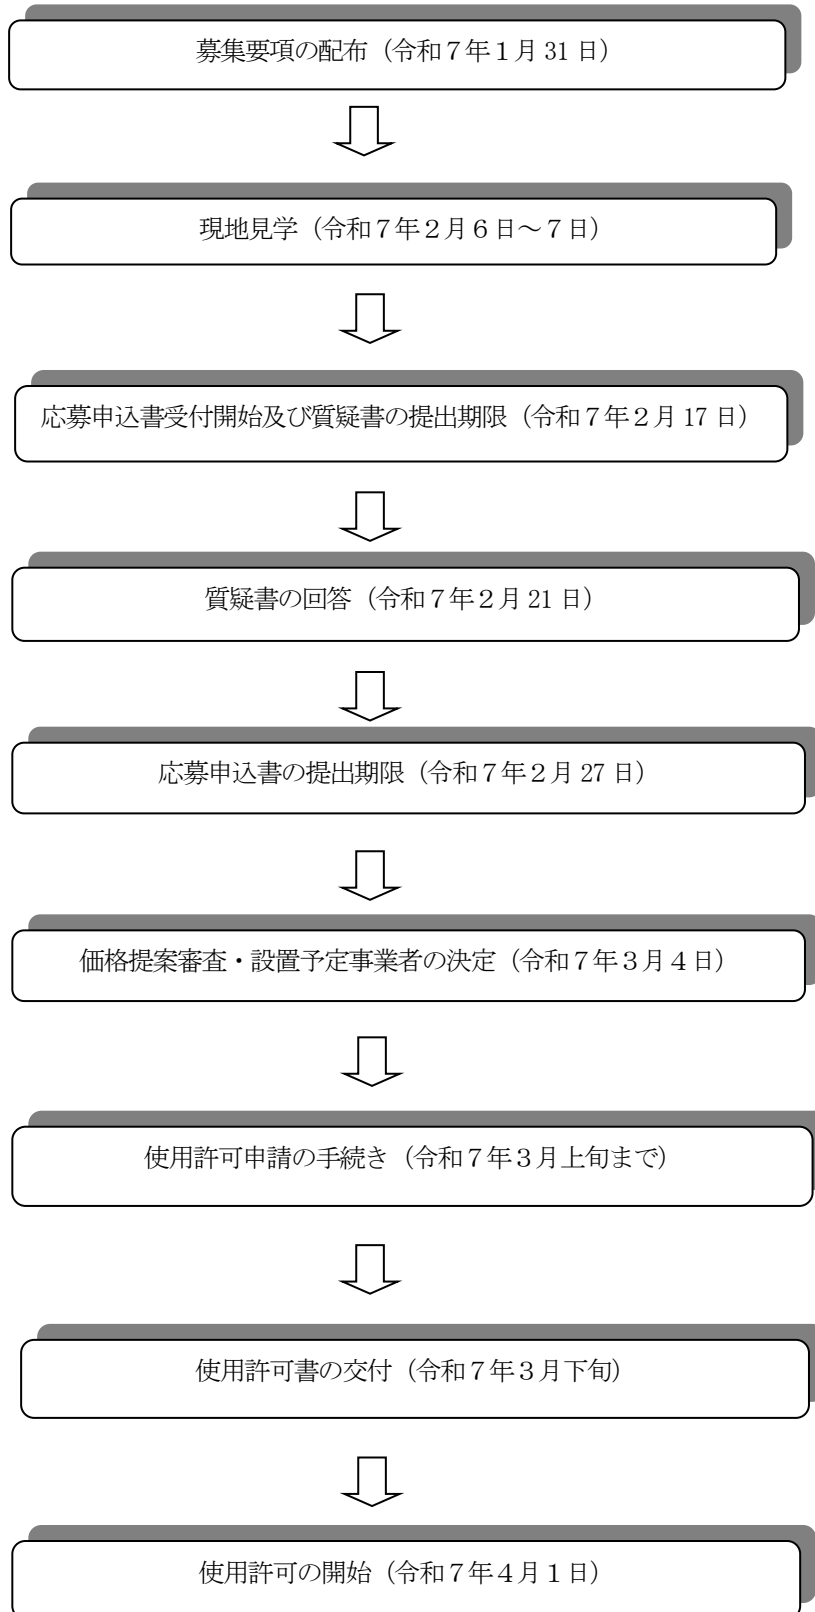 募集要項の配布（令和７年１月 31 日）
現地見学（令和７年２月６日～７日）
応募申込書受付開始及び質疑書の提出期限（令和７年２月 17 日）
質疑書の回答（令和７年２月 21 日）
応募申込書の提出期限（令和７年２月 27 日）
価格提案審査・設置予定事業者の決定（令和７年３月４日）
使用許可申請の手続き（令和７年３月上旬まで）
使用許可書の交付（令和７年３月下旬）
使用許可の開始（令和７年４月１日）